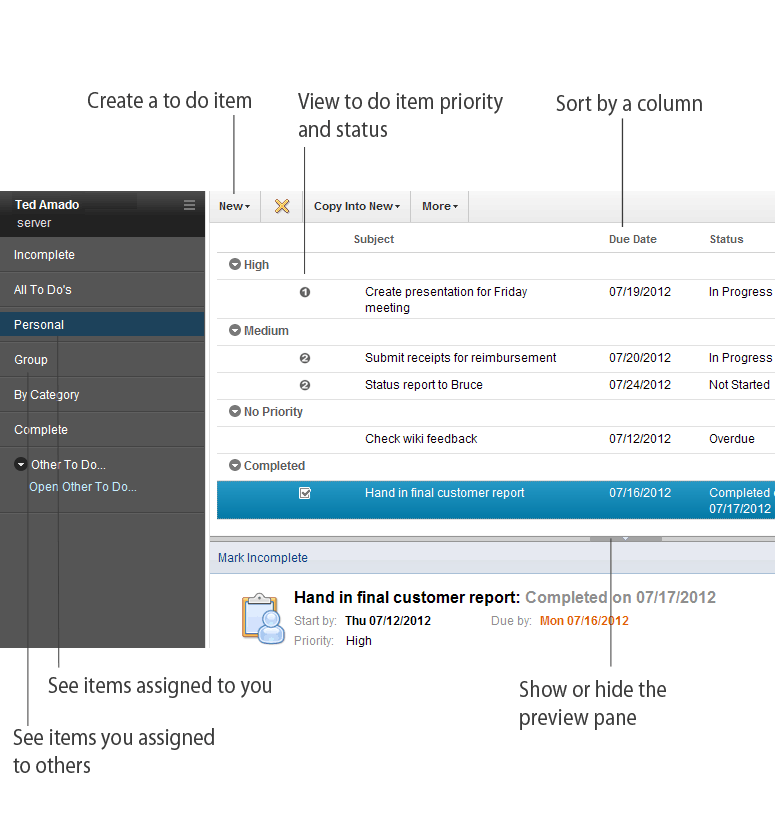 Create a to do item
View to do item priority
and status
Sort by a column
Ted Amado
server
New
Copy Into New
More
Incomplete
All To Do's
Personal
Group
By Category
Complete
Other To Do...
Open Other To Do...
Subject Due Date Status
High
1 Create presentation for Friday 07/19/2012 In Progress
meeting
Medium
2 Submit receipts for reimbursement 07/20/2012 In Progress
2 Status report to Bruce 07/24/2012 Not Started
No Priority
Check wiki feedback 07/12/2012 Overdue
Completed
Hand in final customer report 07/16/2012 Completed
07/17/2012
Mark Incomplete
Hand in final customer report: Completed on 07/17/2012
Start by: Thu 07/12/2012 Due by: Mon 07/16/2012
Priority: High
See items assigned to you
See items you assigned
to others
Show or hide the
preview pane